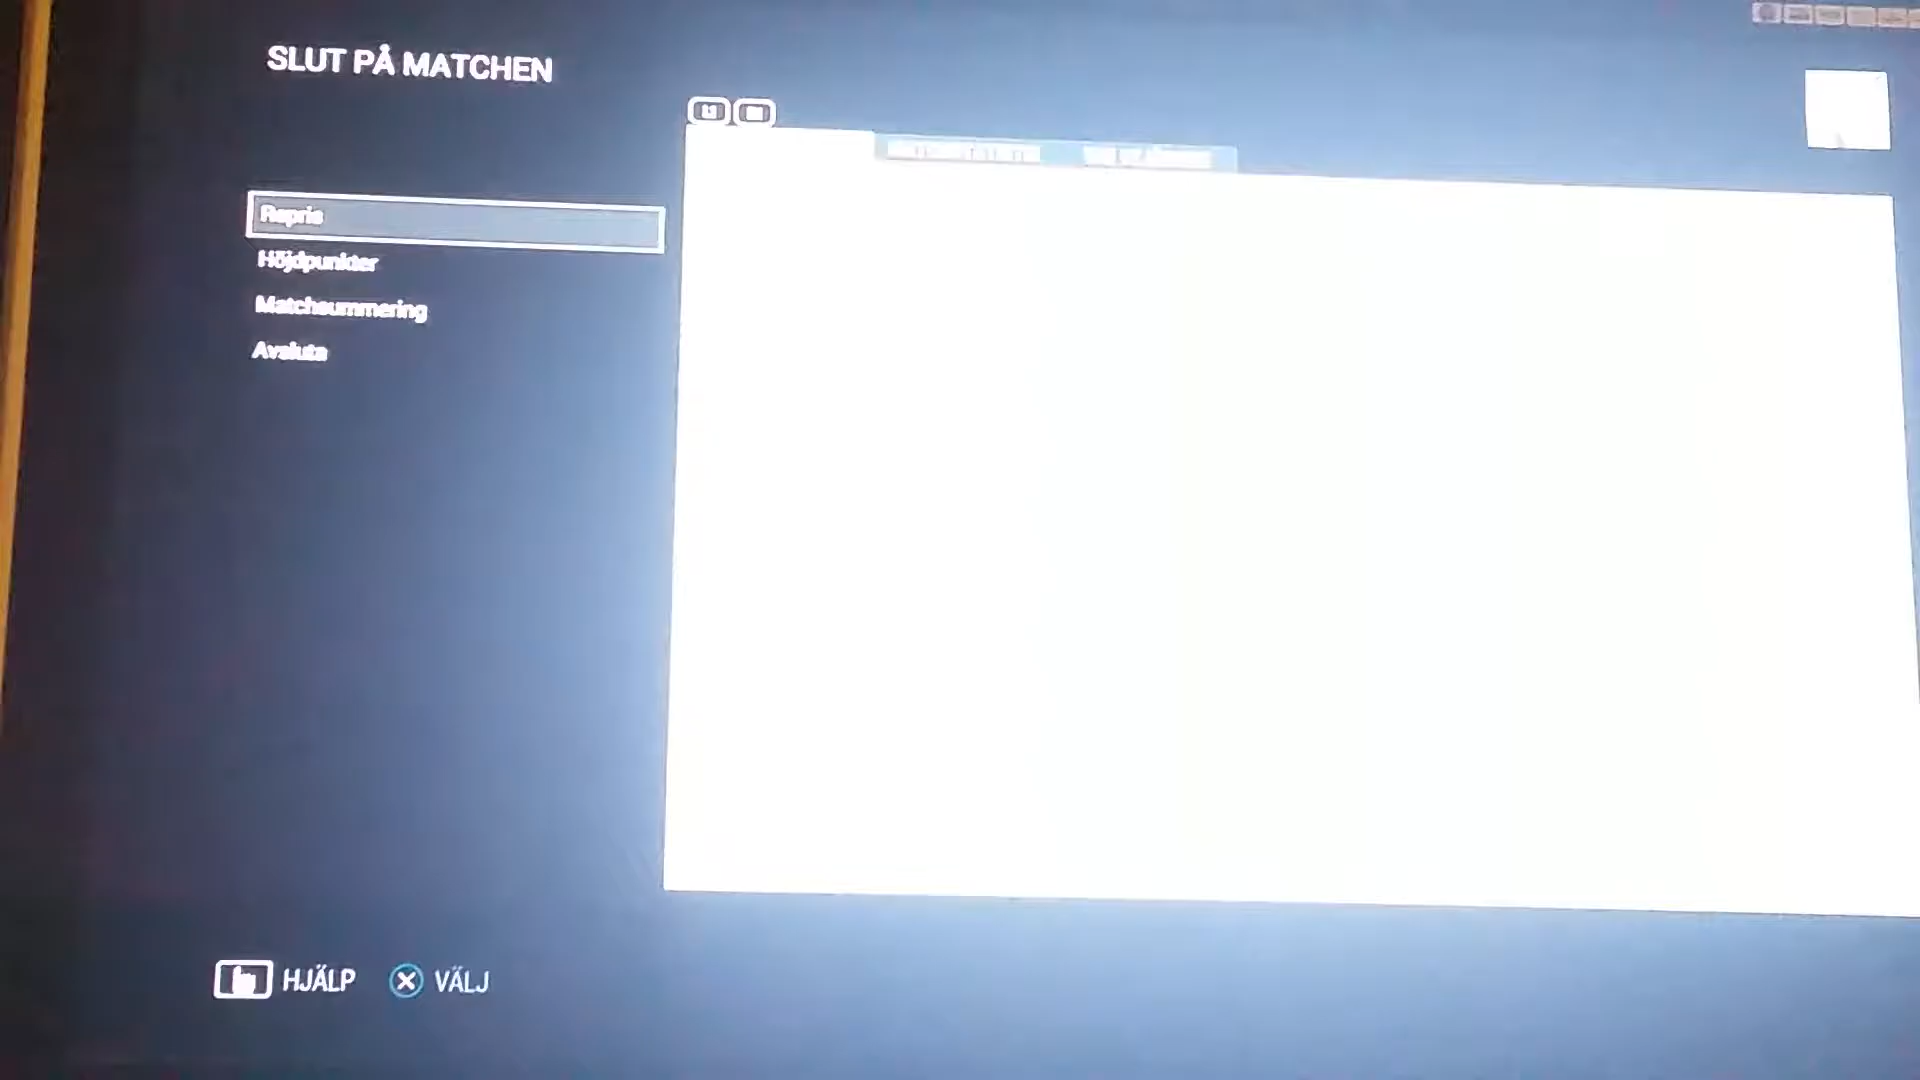 SLUT PÅ MATCHEN
Repris
Höjdpunkter
Matchsummering
Avsluta
HJÄLP
VÄLJ